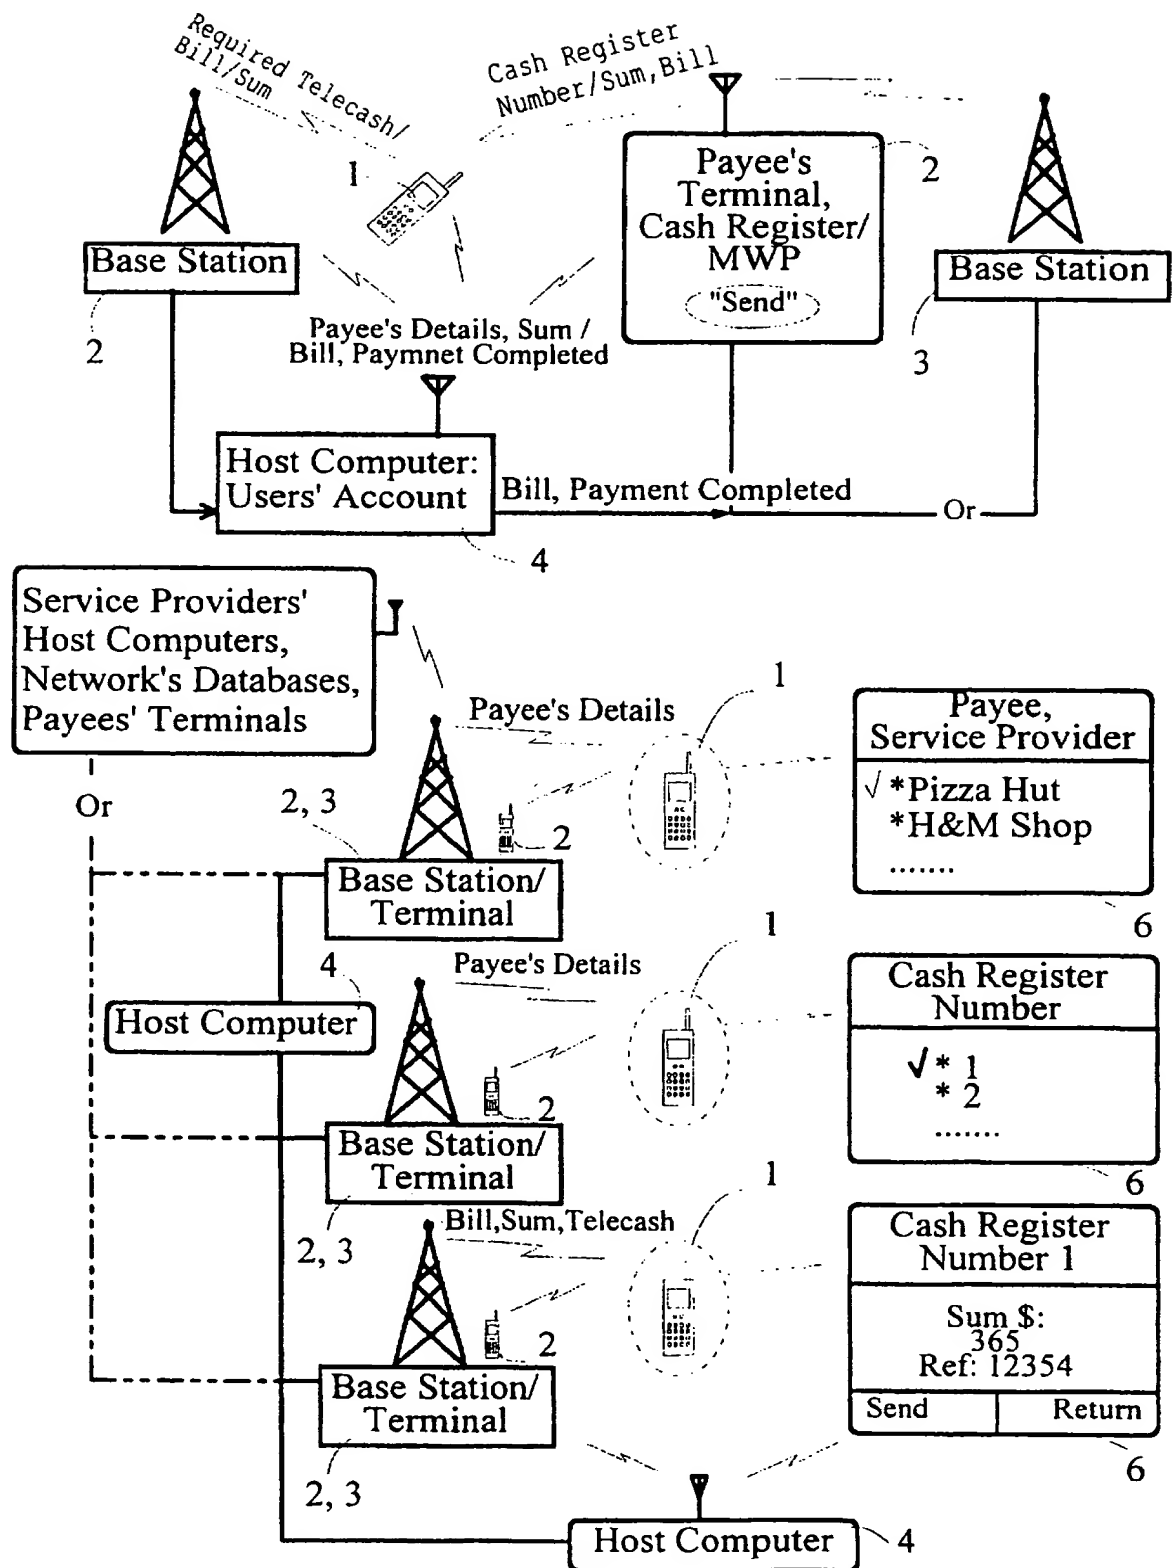 Required Telecash/
Bill/Sum
Cash Register
Number/Sum,Bill
1
Payee's
Terminal,
Cash Register/
MWP
"Send"
2
Base Station
2
Base Station
3
Payee's Details, Sum /
Bill, Paymnet Completed
Host Computer:
Users' Account
Bill, Payment Completed
Or
4
Service Providers'
Host Computers,
Network's Databases,
Payees' Terminals
Or
Payee's Details
1
2, 3
2
Base Station/
Terminal
Payee,
Service Provider
√ *Pizza Hut
*H&M Shop
.......
6
4
Host Computer
Payee's Details
1
2
Base Station/
Terminal
2, 3
Cash Register
Number
√ * 1
* 2
.......
6
Bill,Sum,Telecash
1
2
Base Station/
Terminal
2, 3
Cash Register
Number 1
Sum $:
365
Ref: 12354
Send Return
6
Host Computer
4